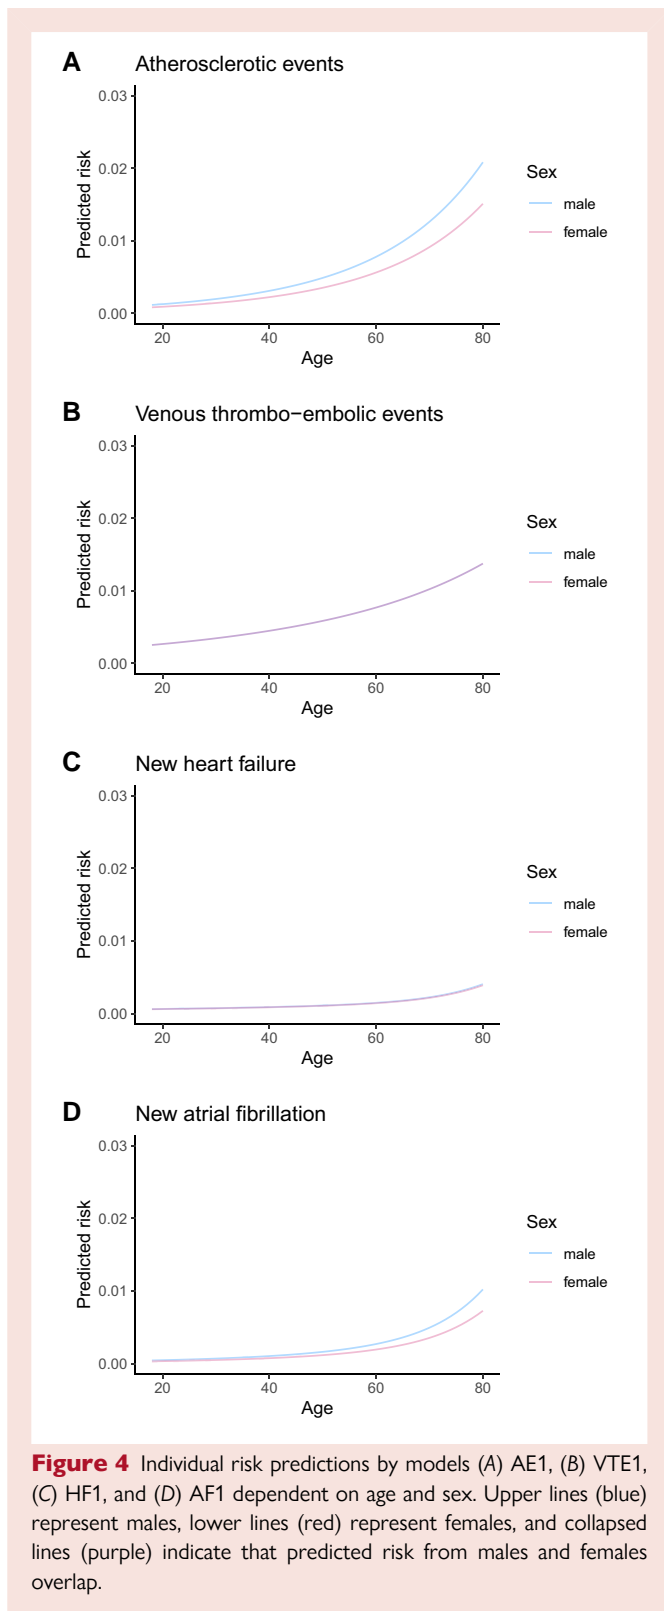 A Atherosclerotic events
0.03
0.02
0.01
0.00
Predicted risk
20 40 60 80
Age
Sex
male
female
B Venous thrombo−embolic events
0.03
0.02
0.01
0.00
Predicted risk
20 40 60 80
Age
Sex
male
female
C New heart failure
0.03
0.02
0.01
0.00
Predicted risk
20 40 60 80
Age
Sex
male
female
D New atrial fibrillation
0.03
0.02
0.01
0.00
Predicted risk
20 40 60 80
Age
Sex
male
female
Figure 4 Individual risk predictions by models (A) AE1, (B) VTE1,
(C) HF1, and (D) AF1 dependent on age and sex. Upper lines (blue)
represent males, lower lines (red) represent females, and collapsed
lines (purple) indicate that predicted risk from males and females
overlap.